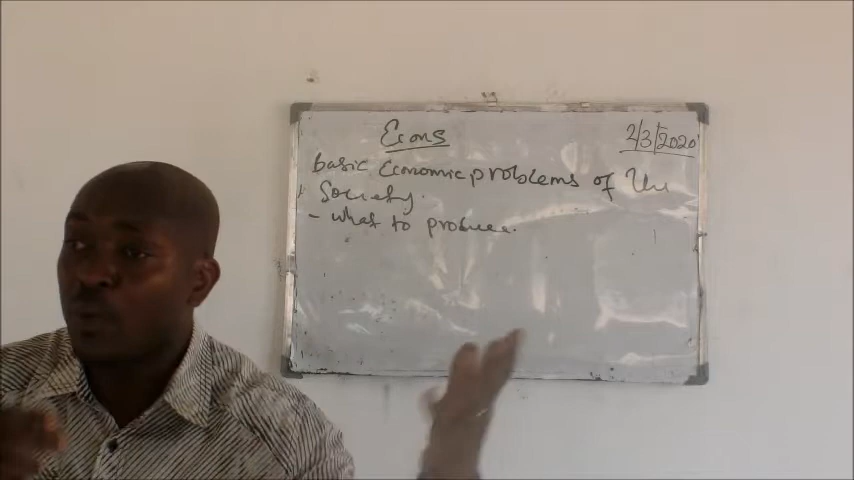 Econs
2/3/2020
basic Economic problems of the
Society.
- what to produce.